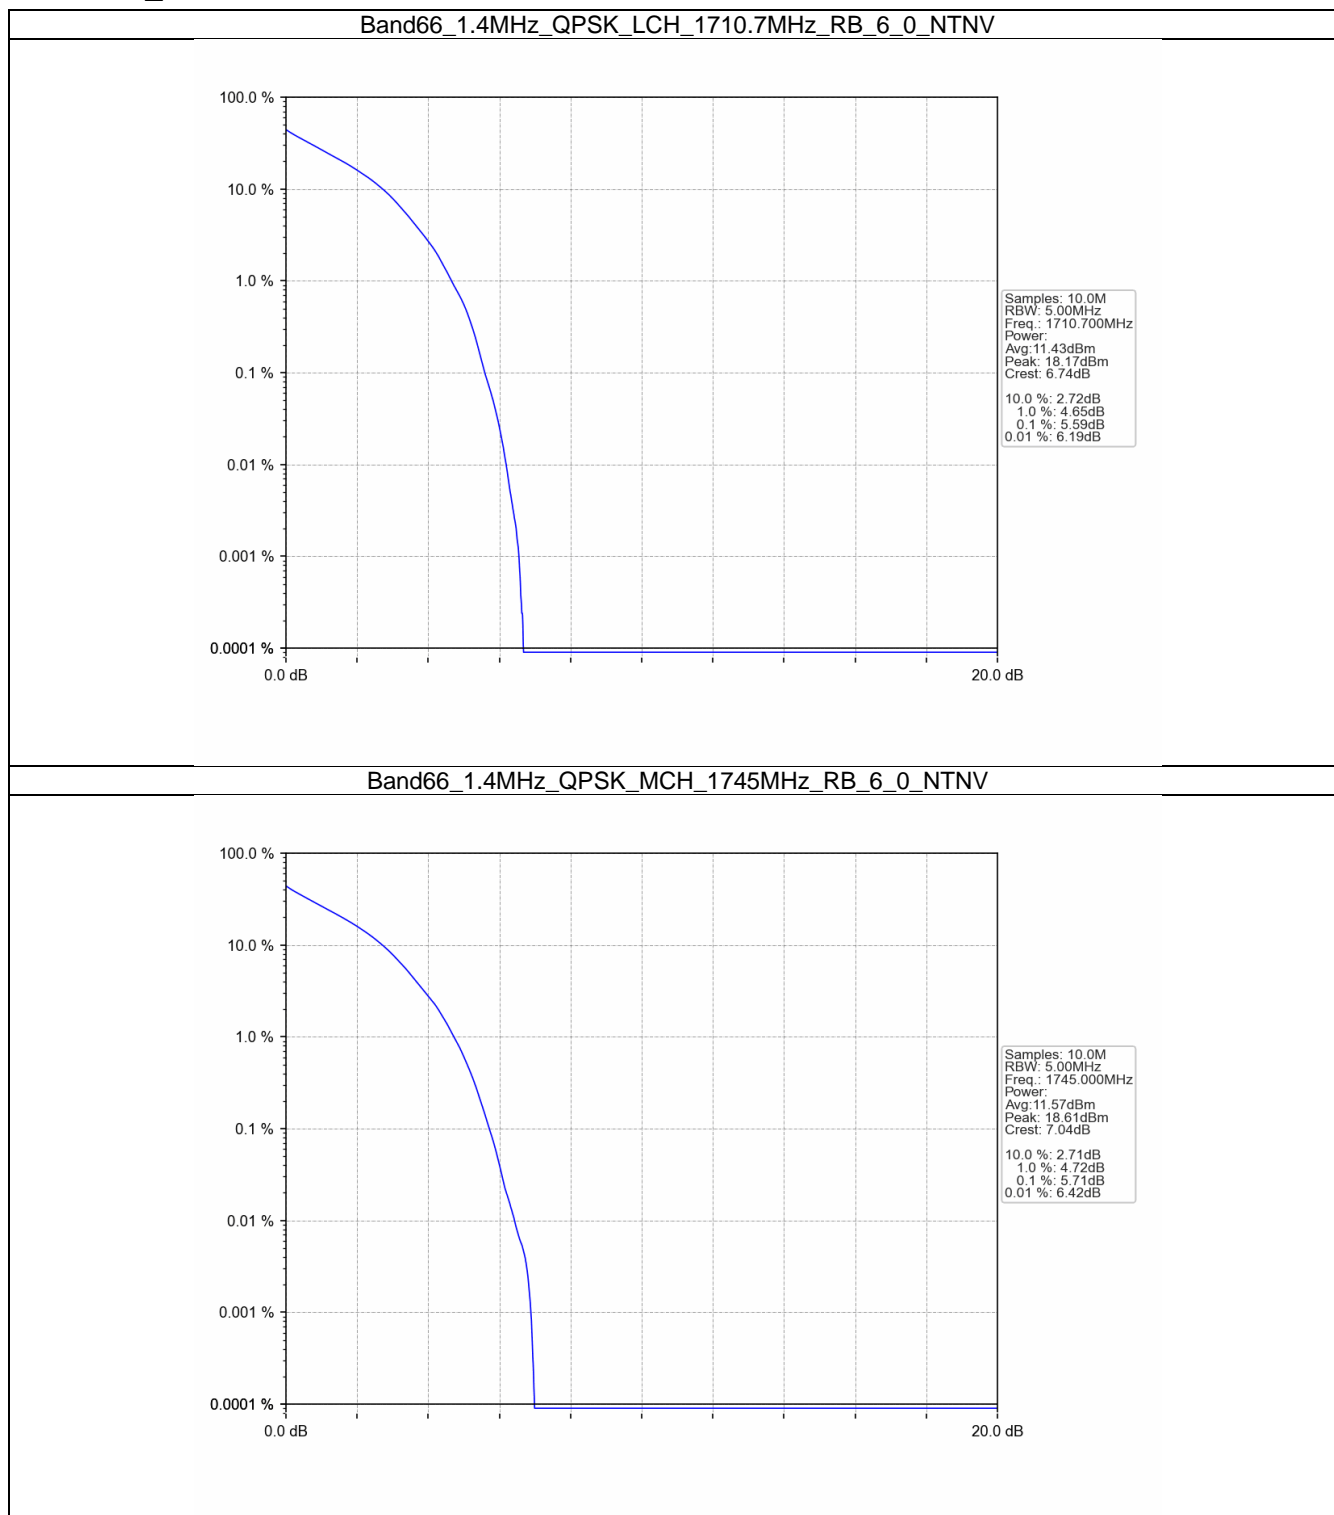 Band66_1.4MHz_QPSK_LCH_1710.7MHz_RB_6_0_NTNV
100.0 %
10.0 %
1.0 %
0.1 %
0.01 %
0.001 %
0.0001 %
0.0 dB
20.0 dB
Samples: 10.0M
RBW: 5.00MHz
Freq.: 1710.700MHz
Power:
Avg:11.43dBm
Peak: 18.17dBm
Crest: 6.74dB
10.0 %: 2.72dB
1.0 %: 4.65dB
0.1 %: 5.59dB
0.01 %: 6.19dB
Band66_1.4MHz_QPSK_MCH_1745MHz_RB_6_0_NTNV
100.0 %
10.0 %
1.0 %
0.1 %
0.01 %
0.001 %
0.0001 %
0.0 dB
20.0 dB
Samples: 10.0M
RBW: 5.00MHz
Freq.: 1745.000MHz
Power:
Avg:11.57dBm
Peak: 18.61dBm
Crest: 7.04dB
10.0 %: 2.71dB
1.0 %: 4.72dB
0.1 %: 5.71dB
0.01 %: 6.42dB